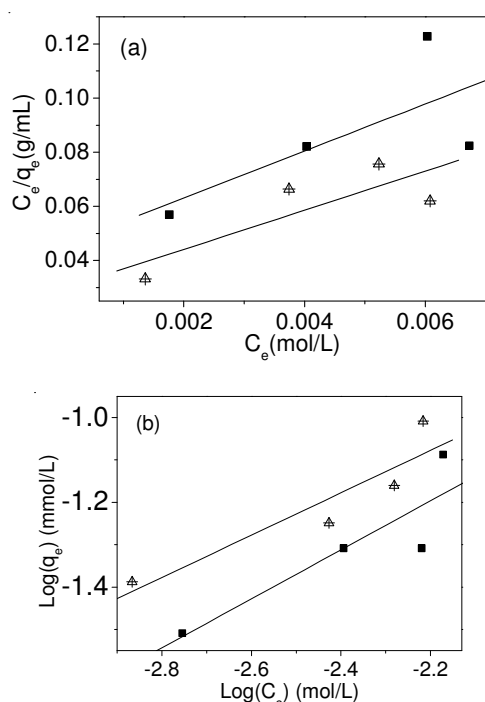 (a)
C_e/q_e(g/mL)
0.12
0.10
0.08
0.06
0.04
0.002 0.004 0.006
C_e(mol/L)
(b)
Log(q_e) (mmol/L)
-1.0
-1.2
-1.4
-2.8 -2.6 -2.4 -2.2
Log(C_e) (mol/L)